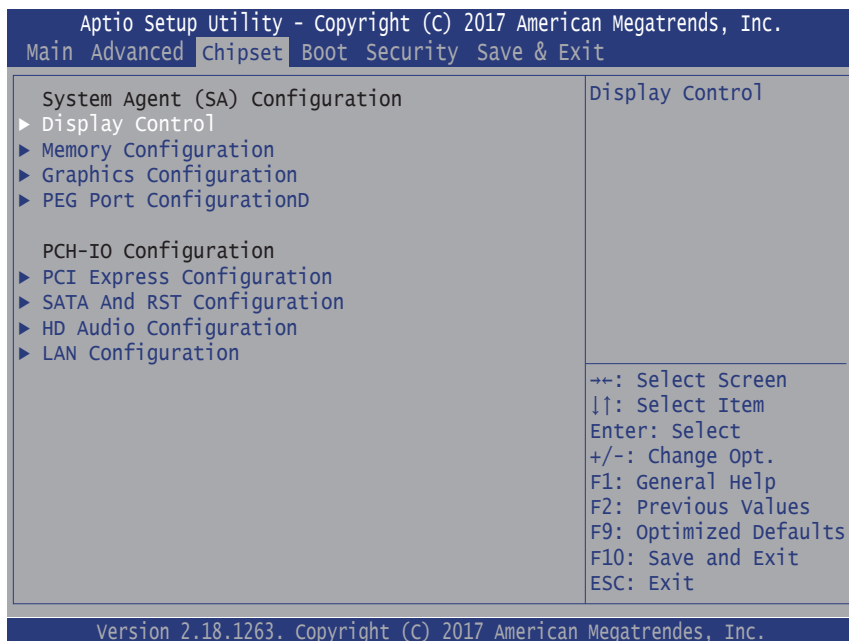 Aptio Setup Utility - Copyright (C) 2017 American Megatrends, Inc.
Main Advanced Chipset Boot Security Save & Exit
System Agent (SA) Configuration
▶ Display Control
▶ Memory Configuration
▶ Graphics Configuration
▶ PEG Port ConfigurationD
PCH-IO Configuration
▶ PCI Express Configuration
▶ SATA And RST Configuration
▶ HD Audio Configuration
▶ LAN Configuration
Display Control
→←: Select Screen
↓↑: Select Item
Enter: Select
+/-: Change Opt.
F1: General Help
F2: Previous Values
F9: Optimized Defaults
F10: Save and Exit
ESC: Exit
Version 2.18.1263. Copyright (C) 2017 American Megatrendes, Inc.